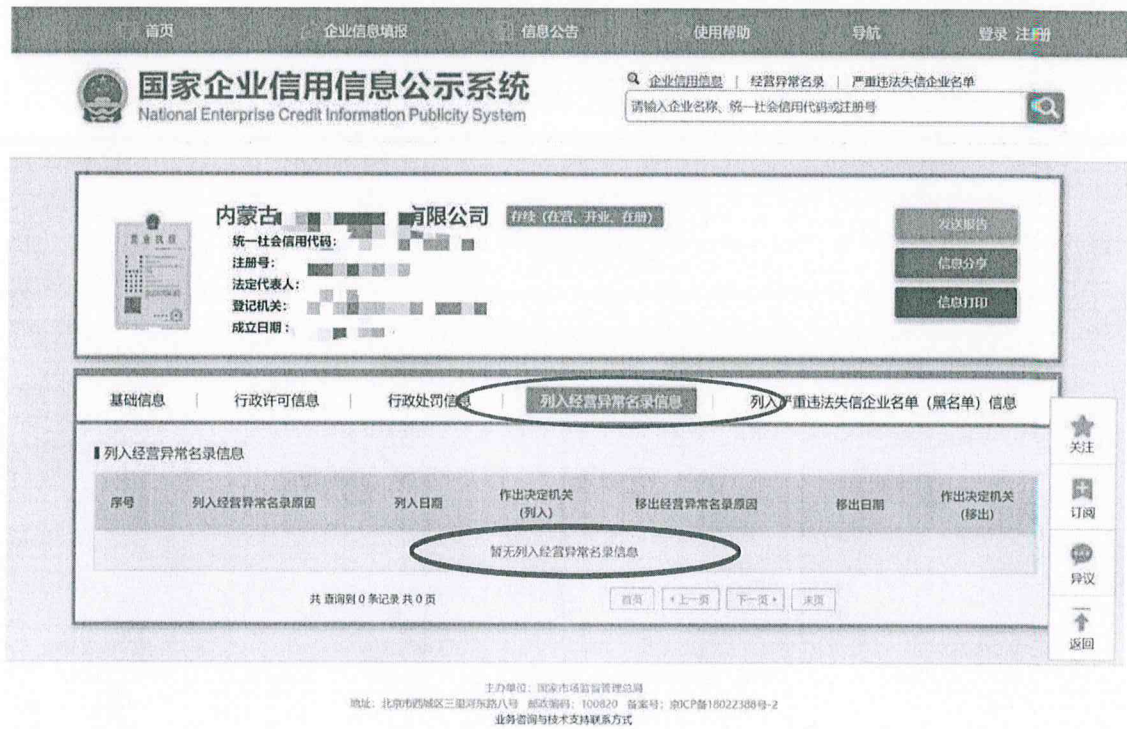 首页 企业信息填报 信息公告 使用帮助 导航 登录 注册
国家企业信用信息公示系统
National Enterprise Credit Information Publicity System
企业信用信息 | 经营异常名录 | 严重违法失信企业名单
请输入企业名称、统一社会信用代码或注册号
内蒙古 有限公司 存续（在营、开业、在册）
统一社会信用代码：
注册号：
法定代表人：
登记机关：
成立日期：
营业执照
发送报告
信息分享
信息打印
基础信息 | 行政许可信息 | 行政处罚信息 | 列入经营异常名录信息 | 列入严重违法失信企业名单（黑名单）信息
列入经营异常名录信息
序号 列入经营异常名录原因 列入日期 作出决定机关(列入) 移出经营异常名录原因 移出日期 作出决定机关(移出)
暂无列入经营异常名录信息
共 查询到 0 条记录 共 0 页 首页 上一页 下一页 末页
关注
订阅
异议
返回
主办单位：国家市场监督管理总局
地址：北京市西城区三里河东路八号 邮政编码：100820 备案号：京ICP备18022388号-2
业务咨询与技术支持联系方式